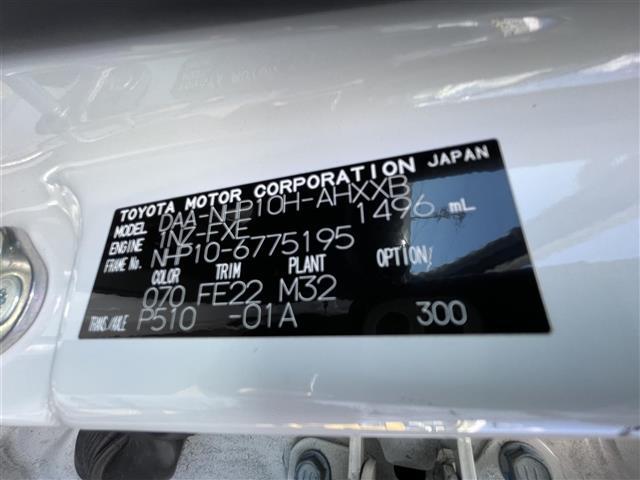 TOYOTA MOTOR CORPORATION JAPAN
MODEL DAA-NHP10H-AHXXB
ENGINE 1NZ-FXE 1496 mL
FRAME No. NHP10-6775195
COLOR TRIM PLANT OPTION
070 FE22 M32
TRANS./AXLE P510 -01A 300